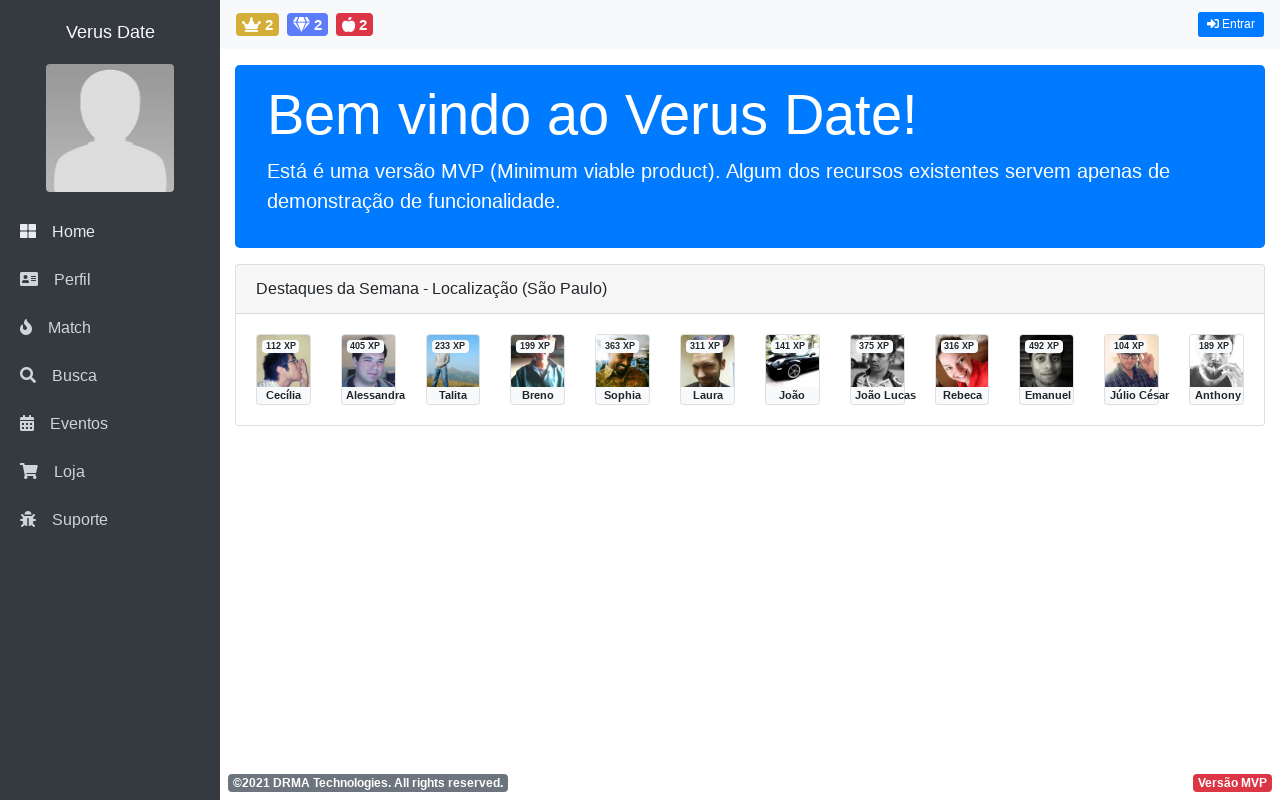 Verus Date
2 2 2
Entrar
Home
Perfil
Match
Busca
Eventos
Loja
Suporte
Bem vindo ao Verus Date!
Está é uma versão MVP (Minimum viable product). Algum dos recursos existentes servem apenas de
demonstração de funcionalidade.
Destaques da Semana - Localização (São Paulo)
112 XP
Cecília
405 XP
Alessandra
233 XP
Talita
199 XP
Breno
363 XP
Sophia
311 XP
Laura
141 XP
João
375 XP
João Lucas
316 XP
Rebeca
492 XP
Emanuel
104 XP
Júlio César
189 XP
Anthony
©2021 DRMA Technologies. All rights reserved.
Versão MVP